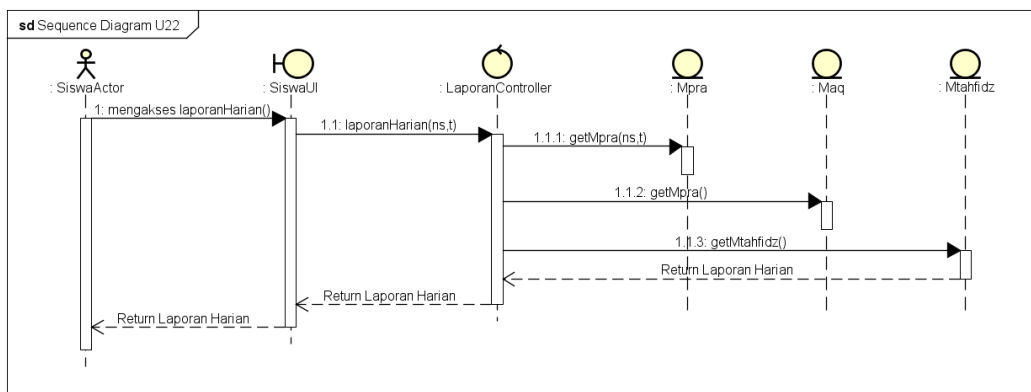 sd Sequence Diagram U22
: SiswaActor
: SiswaUI
: LaporanController
: Mpra
: Maq
: Mtahfidz
1: mengakses laporanHarian()
1.1: laporanHarian(ns,t)
1.1.1: getMpra(ns,t)
1.1.2: getMpra()
1.1.3: getMtahfidz()
Return Laporan Harian
Return Laporan Harian
Return Laporan Harian